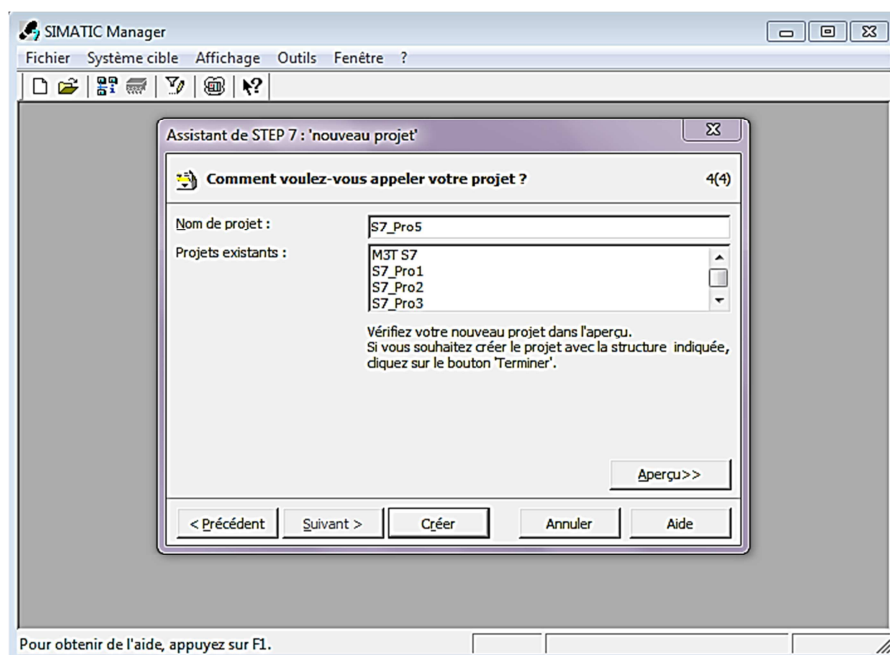 SIMATIC Manager
Fichier Système cible Affichage Outils Fenêtre ?
Assistant de STEP 7 : 'nouveau projet'
Comment voulez-vous appeler votre projet ? 4(4)
Nom de projet : S7_Pro5
Projets existants : M3T S7
S7_Pro1
S7_Pro2
S7_Pro3
Vérifiez votre nouveau projet dans l'aperçu.
Si vous souhaitez créer le projet avec la structure indiquée,
cliquez sur le bouton 'Terminer'.
Aperçu>>
< Précédent Suivant > Créer Annuler Aide
Pour obtenir de l'aide, appuyez sur F1.